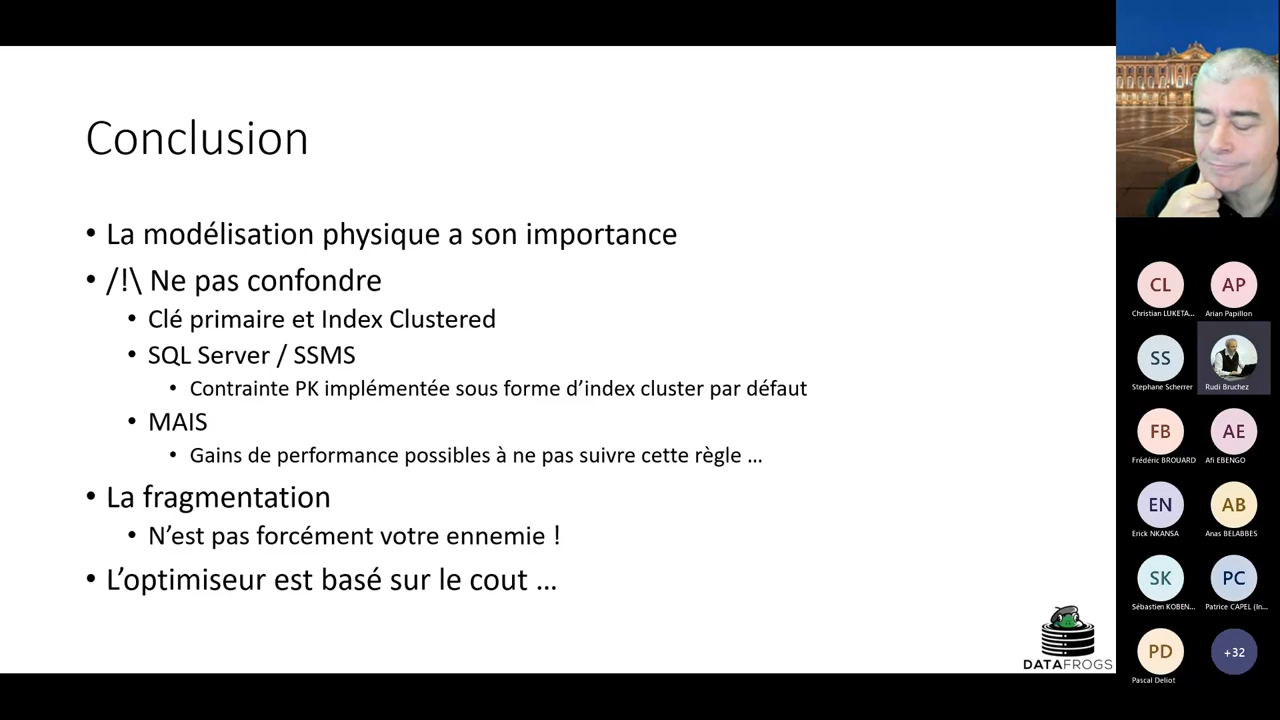 Conclusion
• La modélisation physique a son importance
• /!\ Ne pas confondre
• Clé primaire et Index Clustered
• SQL Server / SSMS
• Contrainte PK implémentée sous forme d’index cluster par défaut
• MAIS
• Gains de performance possibles à ne pas suivre cette règle …
• La fragmentation
• N’est pas forcément votre ennemie !
• L’optimiseur est basé sur le cout …
DATAFROGS
CL AP
Christian LUKETA... Arian Papillon
SS
Stephane Scherrer Rudi Bruchez
FB AE
Frédéric BROUARD Afi EBENGO
EN AB
Erick NKANSA Anas BELABBES
SK PC
Sébastien KOBEN... Patrice CAPEL (In...
PD +32
Pascal Deliot